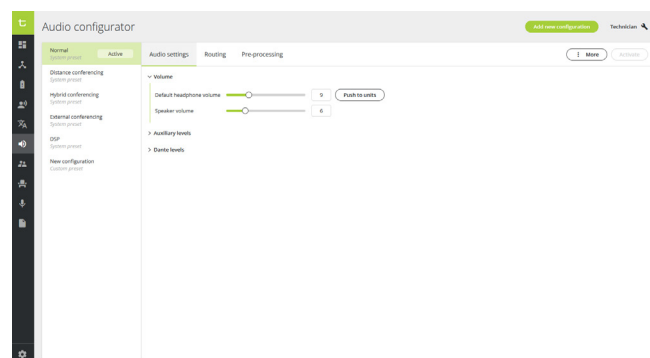 Audio configurator
Add new configuration
Technician
Normal
System preset
Active
Distance conferencing
System preset
Hybrid conferencing
System preset
External conferencing
System preset
DSP
System preset
New configuration
Custom preset
Audio settings
Routing
Pre-processing
More
Activate
Volume
Default headphone volume
9
Push to units
Speaker volume
6
Auxiliary levels
Dante levels